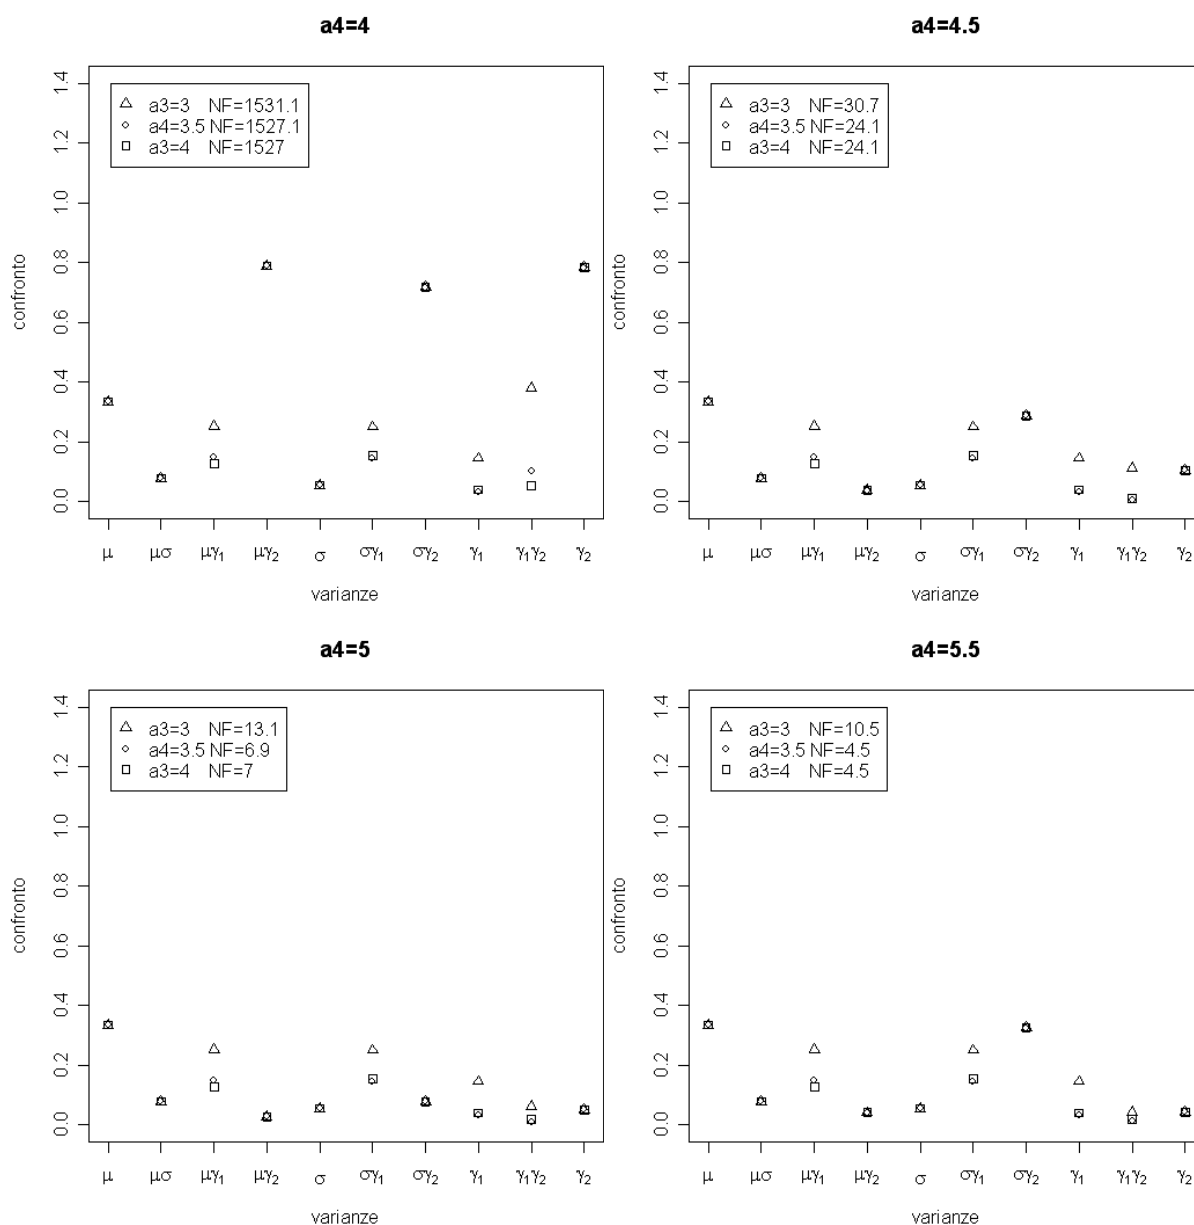 a4=4
a3=3 NF=1531.1
a4=3.5 NF=1527.1
a3=4 NF=1527
confronto
0.0 0.2 0.4 0.6 0.8 1.0 1.2 1.4
μ μσ μγ1 μγ2 σ σγ1 σγ2 γ1 γ1γ2 γ2
varianze
a4=4.5
a3=3 NF=30.7
a4=3.5 NF=24.1
a3=4 NF=24.1
confronto
0.0 0.2 0.4 0.6 0.8 1.0 1.2 1.4
μ μσ μγ1 μγ2 σ σγ1 σγ2 γ1 γ1γ2 γ2
varianze
a4=5
a3=3 NF=13.1
a4=3.5 NF=6.9
a3=4 NF=7
confronto
0.0 0.2 0.4 0.6 0.8 1.0 1.2 1.4
μ μσ μγ1 μγ2 σ σγ1 σγ2 γ1 γ1γ2 γ2
varianze
a4=5.5
a3=3 NF=10.5
a4=3.5 NF=4.5
a3=4 NF=4.5
confronto
0.0 0.2 0.4 0.6 0.8 1.0 1.2 1.4
μ μσ μγ1 μγ2 σ σγ1 σγ2 γ1 γ1γ2 γ2
varianze